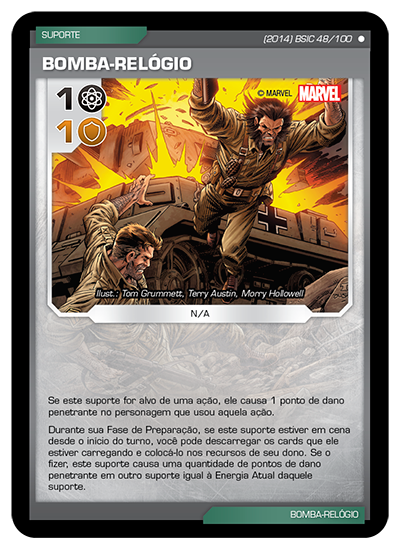 SUPORTE
(2014) BSIC 48/100 ●
BOMBA-RELÓGIO
1
10
© MARVEL MARVEL
Ilust.: Tom Grummett, Terry Austin, Morry Hollowell
N/A
Se este suporte for alvo de uma ação, ele causa 1 ponto de dano
penetrante no personagem que usou aquela ação.
Durante sua Fase de Preparação, se este suporte estiver em cena
desde o início do turno, você pode descarregar os cards que ele
estiver carregando e colocá-lo nos recursos de seu dono. Se o
fizer, este suporte causa uma quantidade de pontos de dano
penetrante em outro suporte igual à Energia Atual daquele
suporte.
BOMBA-RELÓGIO